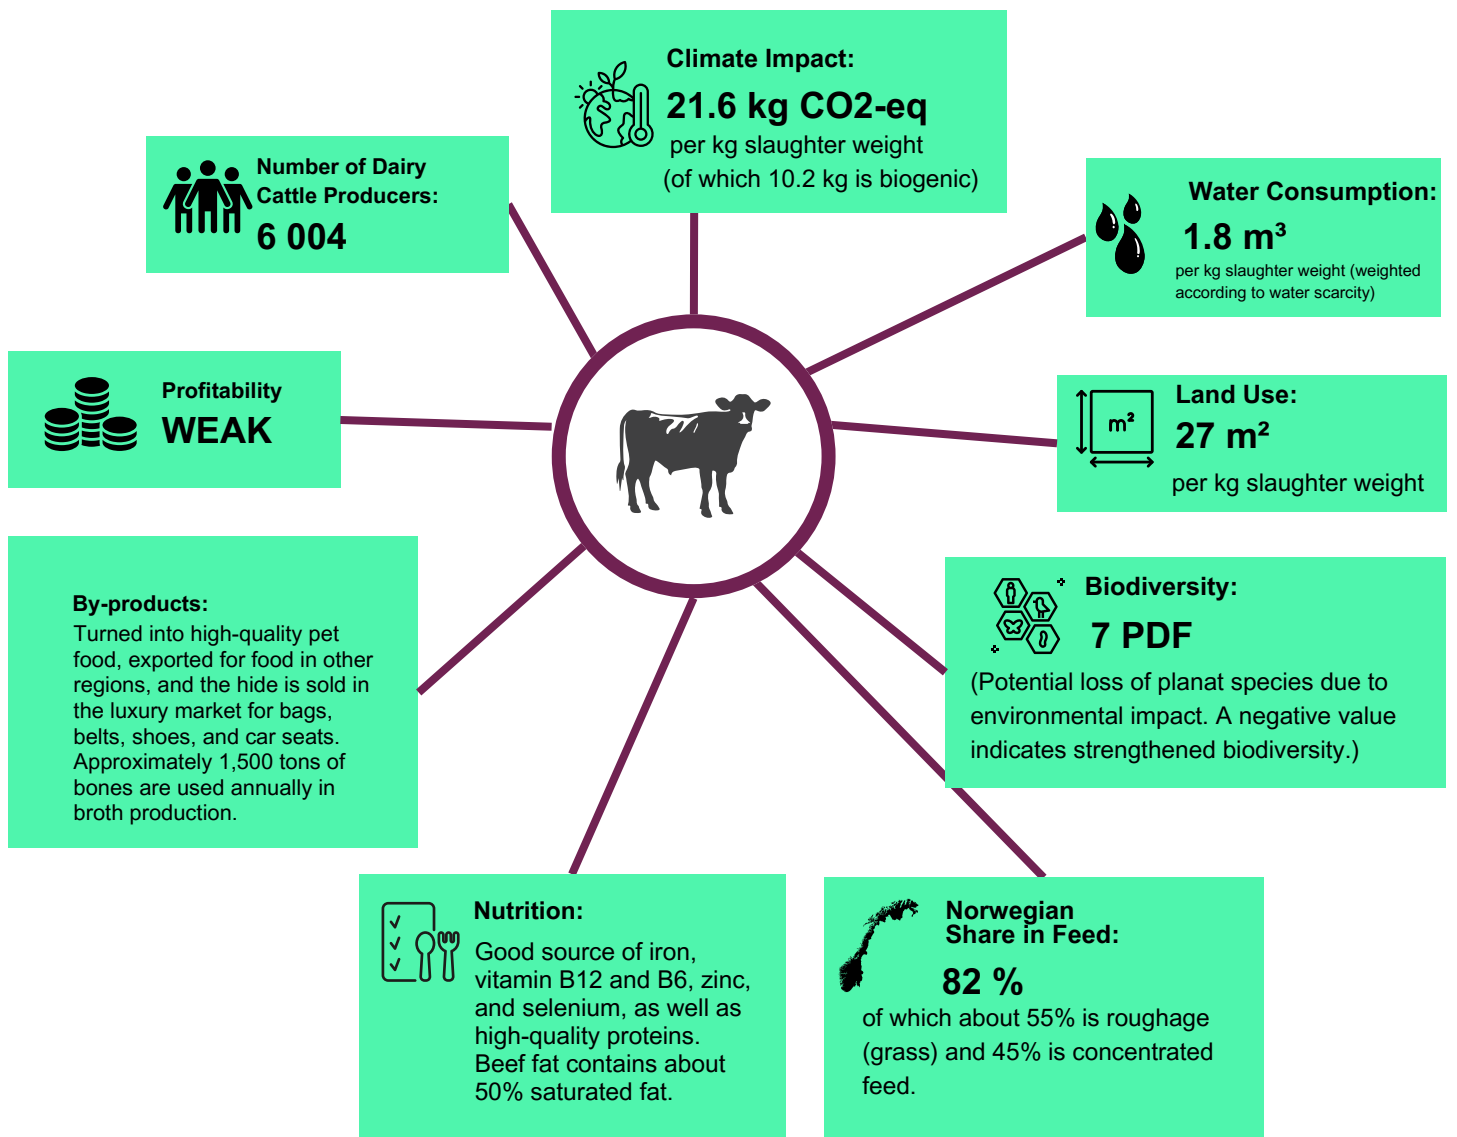 Climate Impact:
21.6 kg CO2-eq
per kg slaughter weight
(of which 10.2 kg is biogenic)
Number of Dairy
Cattle Producers:
6 004
Water Consumption:
1.8 m³
per kg slaughter weight (weighted
according to water scarcity)
Profitability
WEAK
m²
Land Use:
27 m²
per kg slaughter weight
By-products:
Turned into high-quality pet
food, exported for food in other
regions, and the hide is sold in
the luxury market for bags,
belts, shoes, and car seats.
Approximately 1,500 tons of
bones are used annually in
broth production.
Biodiversity:
7 PDF
(Potential loss of planat species due to
environmental impact. A negative value
indicates strengthened biodiversity.)
Nutrition:
Good source of iron,
vitamin B12 and B6, zinc,
and selenium, as well as
high-quality proteins.
Beef fat contains about
50% saturated fat.
Norwegian
Share in Feed:
82 %
of which about 55% is roughage
(grass) and 45% is concentrated
feed.